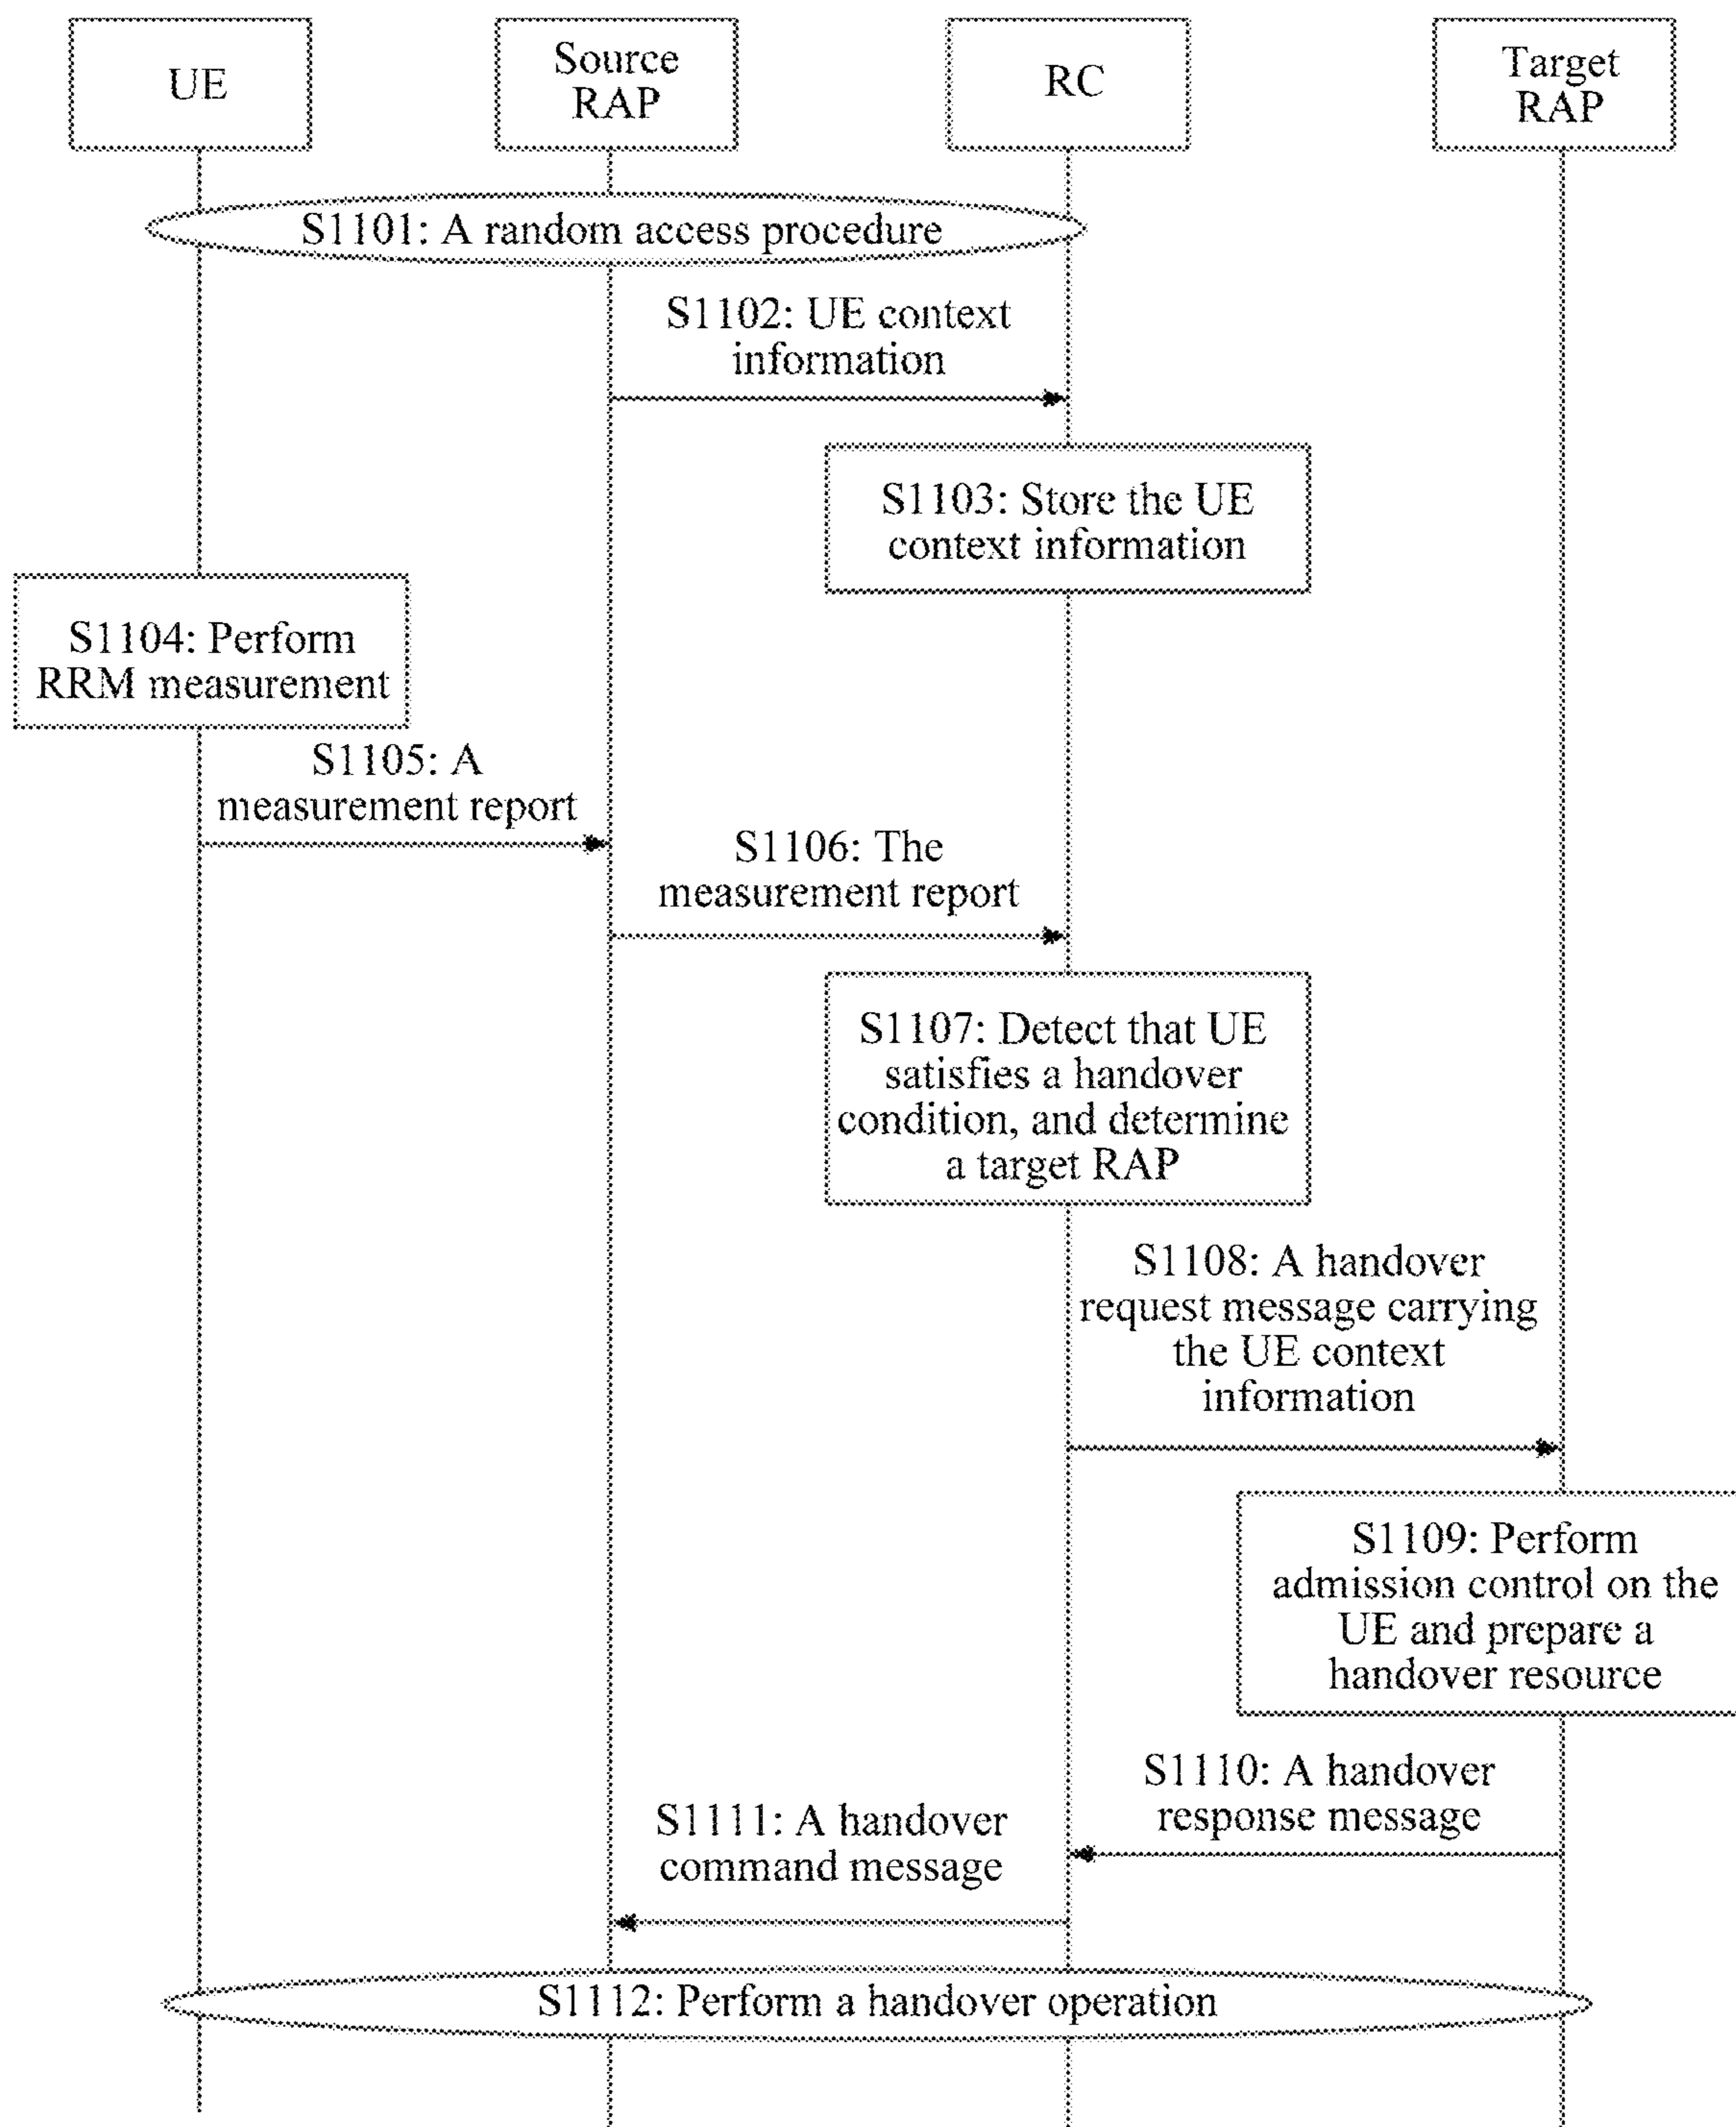 UE
Source
RAP
RC
Target
RAP
S1101: A random access procedure
S1102: UE context
information
S1103: Store the UE
context information
S1104: Perform
RRM measurement
S1105: A
measurement report
S1106: The
measurement report
S1107: Detect that UE
satisfies a handover
condition, and determine
a target RAP
S1108: A handover
request message carrying
the UE context
information
S1109: Perform
admission control on the
UE and prepare a
handover resource
S1110: A handover
response message
S1111: A handover
command message
S1112: Perform a handover operation